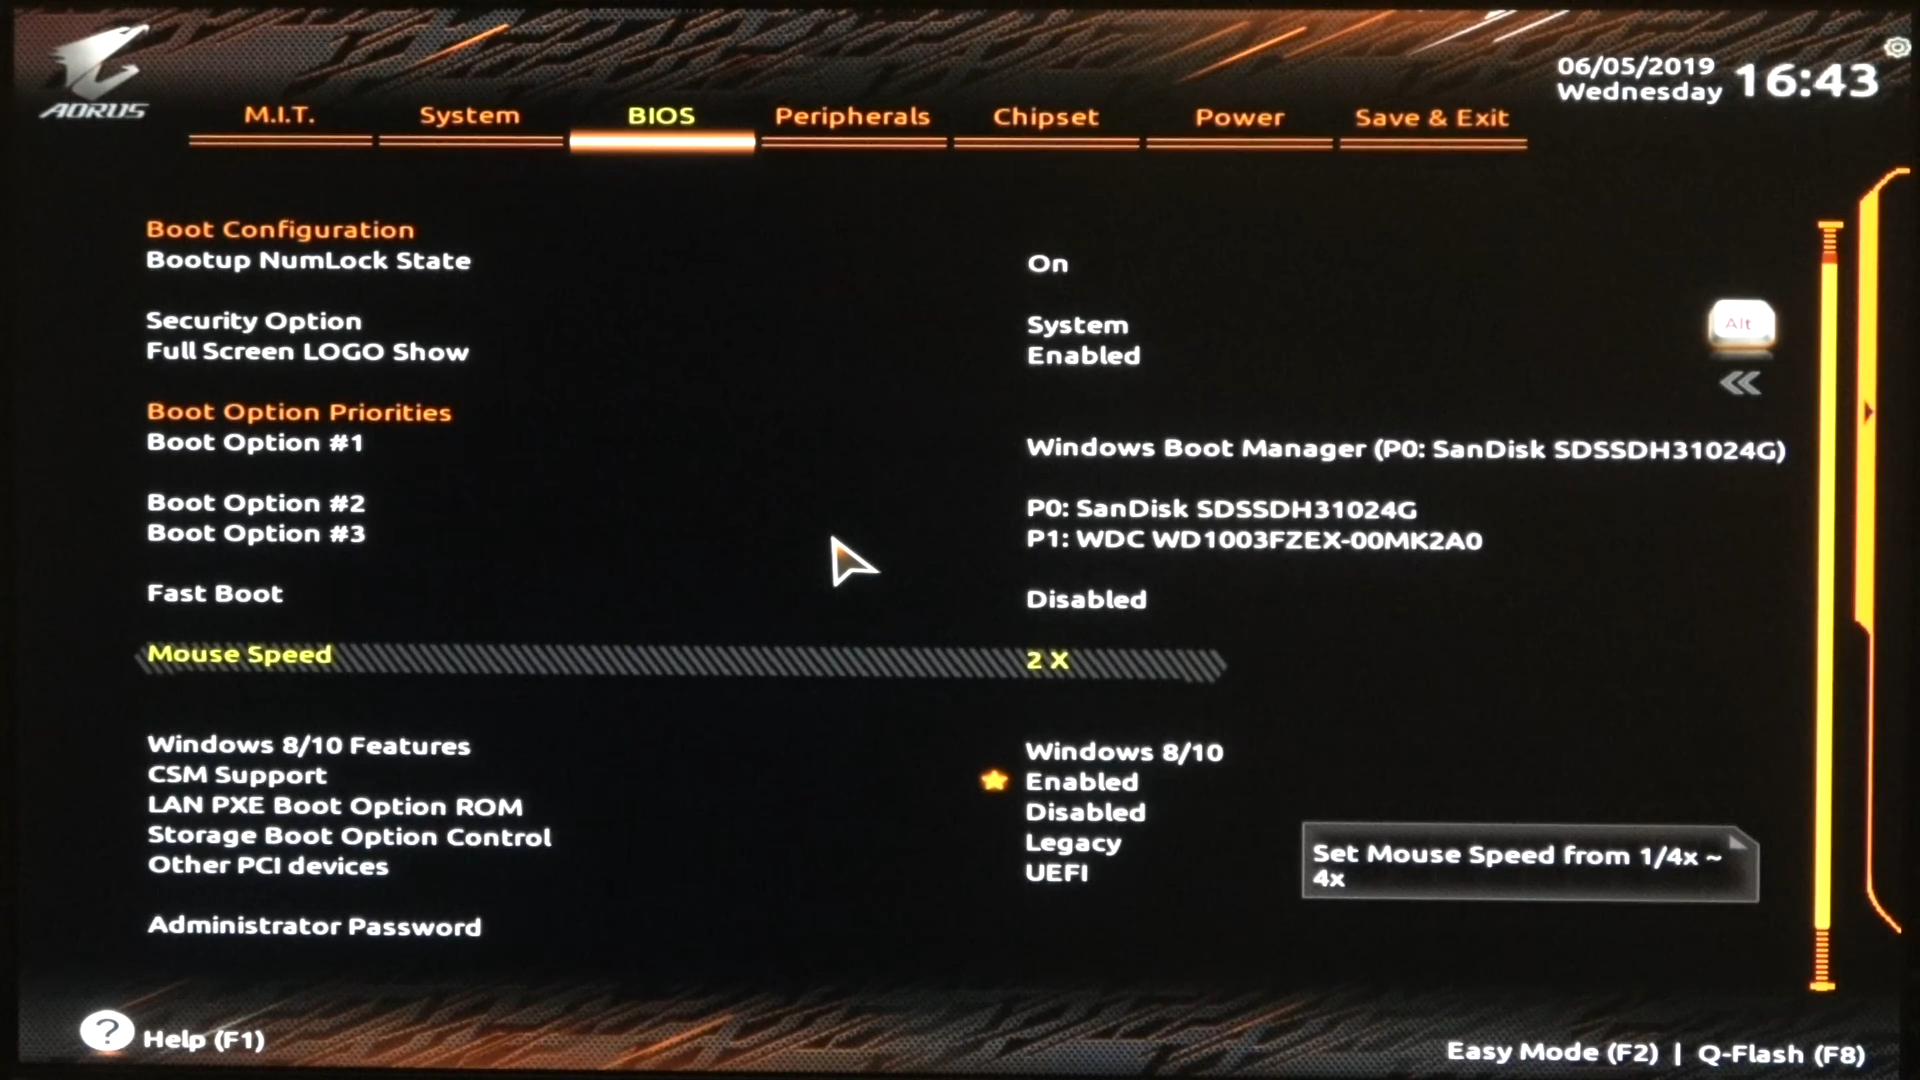 AORUS
06/05/2019
Wednesday
16:43
M.I.T. System BIOS Peripherals Chipset Power Save & Exit
Boot Configuration
Bootup NumLock State On
Security Option System
Full Screen LOGO Show Enabled
Alt
Boot Option Priorities
Boot Option #1 Windows Boot Manager (P0: SanDisk SDSSDH31024G)
Boot Option #2 P0: SanDisk SDSSDH31024G
Boot Option #3 P1: WDC WD1003FZEX-00MK2A0
Fast Boot Disabled
Mouse Speed 2 X
Windows 8/10 Features Windows 8/10
CSM Support Enabled
LAN PXE Boot Option ROM Disabled
Storage Boot Option Control Legacy
Other PCI devices UEFI
Set Mouse Speed from 1/4x ~
4x
Administrator Password
? Help (F1)
Easy Mode (F2) | Q-Flash (F8)